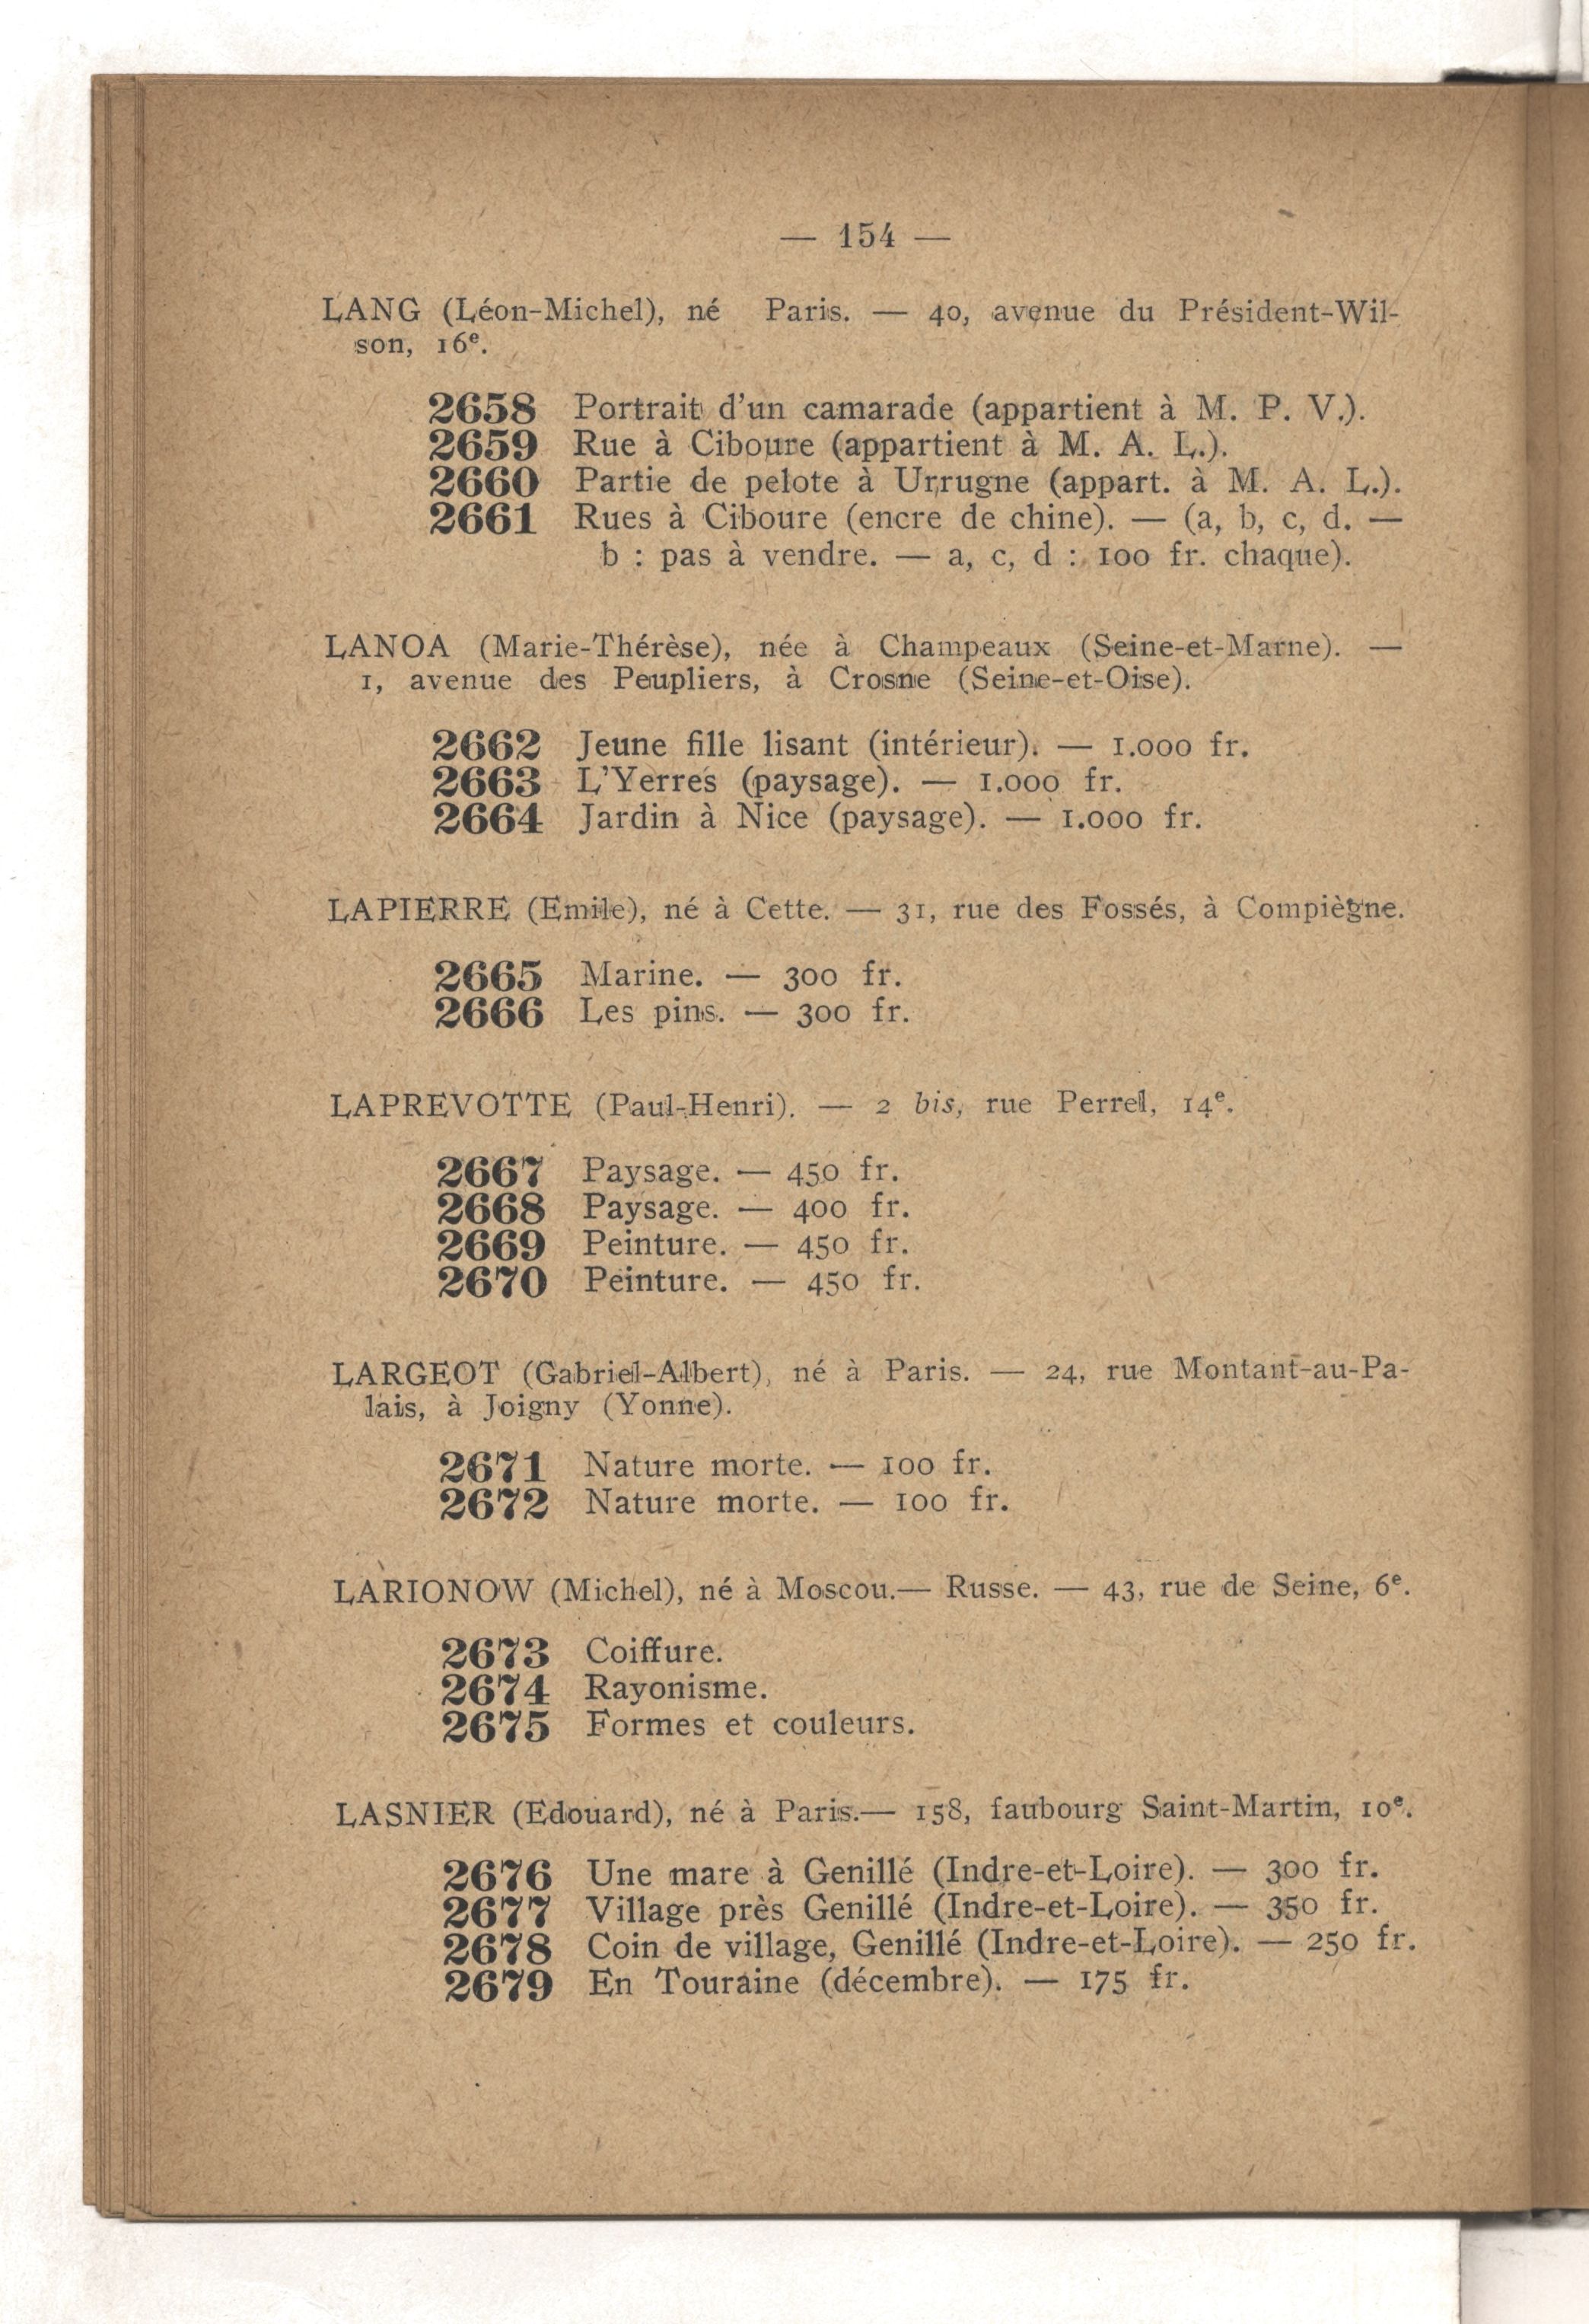 — 154 —
LANG (Léon-Michel), né Paris. — 40, avenue du Président-Wil-
son, 16e.
2658 Portrait d'un camarade (appartient à M. P. V.).
2659 Rue à Ciboure (appartient à M. A. L.).
2660 Partie de pelote à Urrugne (appart. à M. A. L.).
2661 Rues à Ciboure (encre de chine). — (a, b, c, d. —
b : pas à vendre. — a, c, d : 100 fr. chaque).
LANOA (Marie-Thérèse), née à Champeaux (Seine-et-Marne). —
1, avenue des Peupliers, à Crosne (Seine-et-Oise).
2662 Jeune fille lisant (intérieur). — 1.000 fr.
2663 L'Yerres (paysage). — 1.000 fr.
2664 Jardin à Nice (paysage). — 1.000 fr.
LAPIERRE (Emile), né à Cette. — 31, rue des Fossés, à Compiègne.
2665 Marine. — 300 fr.
2666 Les pins. — 300 fr.
LAPREVOTTE (Paul-Henri). — 2 bis, rue Perrel, 14e.
2667 Paysage. — 450 fr.
2668 Paysage. — 400 fr.
2669 Peinture. — 450 fr.
2670 Peinture. — 450 fr.
LARGEOT (Gabriel-Albert), né à Paris. — 24, rue Montant-au-Pa-
lais, à Joigny (Yonne).
2671 Nature morte. — 100 fr.
2672 Nature morte. — 100 fr.
LARIONOW (Michel), né à Moscou.— Russe. — 43, rue de Seine, 6e.
2673 Coiffure.
2674 Rayonisme.
2675 Formes et couleurs.
LASNIER (Edouard), né à Paris.— 158, faubourg Saint-Martin, 10e.
2676 Une mare à Genillé (Indre-et-Loire). — 300 fr.
2677 Village près Genillé (Indre-et-Loire). — 350 fr.
2678 Coin de village, Genillé (Indre-et-Loire). — 250 fr.
2679 En Touraine (décembre). — 175 fr.